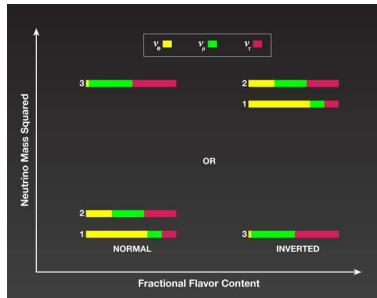 νe νμ ντ
3
2
1
OR
2
1
3
NORMAL
INVERTED
Neutrino Mass Squared
Fractional Flavor Content